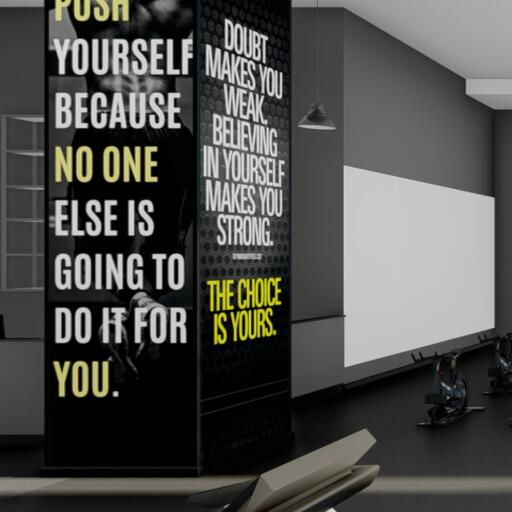 PUSH
YOURSELF
BECAUSE
NO ONE
ELSE IS
GOING TO
DO IT FOR
YOU.
DOUBT
MAKES YOU
WEAK.
BELIEVING
IN YOURSELF
MAKES YOU
STRONG.
THE CHOICE
IS YOURS.